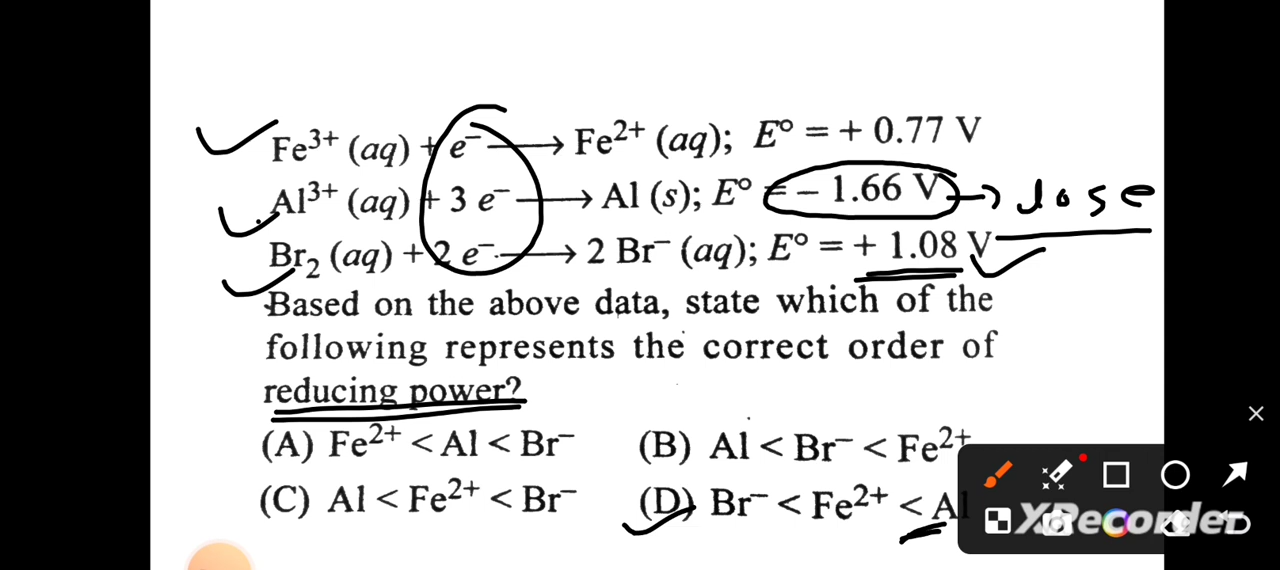 Fe³⁺ (aq) + e⁻ ⟶ Fe²⁺ (aq); E° = + 0.77 V
Al³⁺ (aq) + 3 e⁻ ⟶ Al (s); E° = – 1.66 V → lose
Br₂ (aq) + 2 e⁻ ⟶ 2 Br⁻ (aq); E° = + 1.08 V
Based on the above data, state which of the
following represents the correct order of
reducing power?
(A) Fe²⁺ < Al < Br⁻ (B) Al < Br⁻ < Fe²⁺
(C) Al < Fe²⁺ < Br⁻ (D) Br⁻ < Fe²⁺ < Al
XRecorder